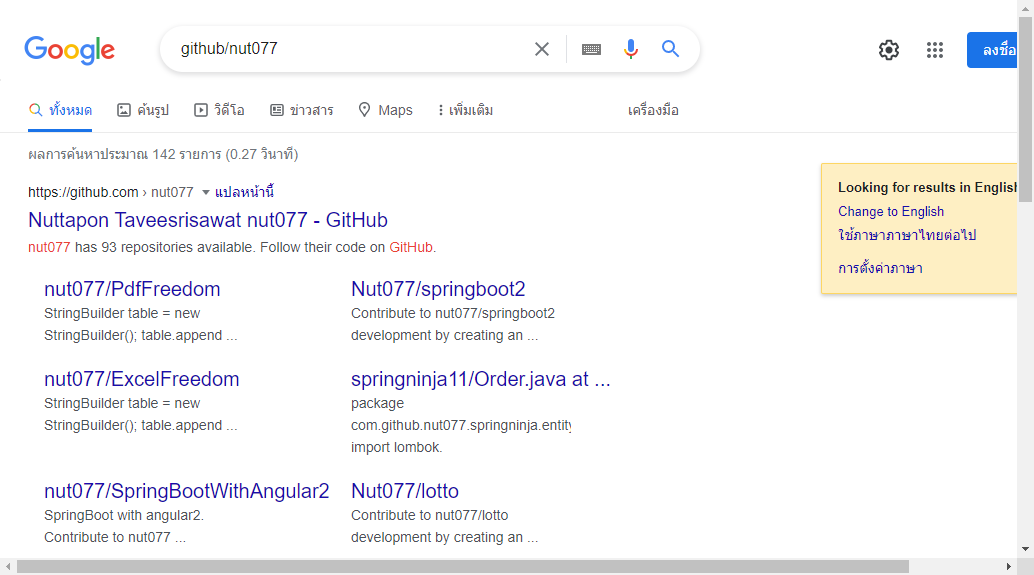 Google
github/nut077
ลงชื่อ
ทั้งหมด ค้นรูป วิดีโอ ข่าวสาร Maps เพิ่มเติม เครื่องมือ
ผลการค้นหาประมาณ 142 รายการ (0.27 วินาที)
https://github.com › nut077 แปลหน้านี้
Nuttapon Taveesrisawat nut077 - GitHub
nut077 has 93 repositories available. Follow their code on GitHub.
nut077/PdfFreedom
StringBuilder table = new
StringBuilder(); table.append ...
Nut077/springboot2
Contribute to nut077/springboot2
development by creating an ...
nut077/ExcelFreedom
StringBuilder table = new
StringBuilder(); table.append ...
springninja11/Order.java at ...
package
com.github.nut077.springninja.entity
import lombok.
nut077/SpringBootWithAngular2
SpringBoot with angular2.
Contribute to nut077 ...
Nut077/lotto
Contribute to nut077/lotto
development by creating an ...
Looking for results in English
Change to English
ใช้ภาษาภาษาไทยต่อไป
การตั้งค่าภาษา